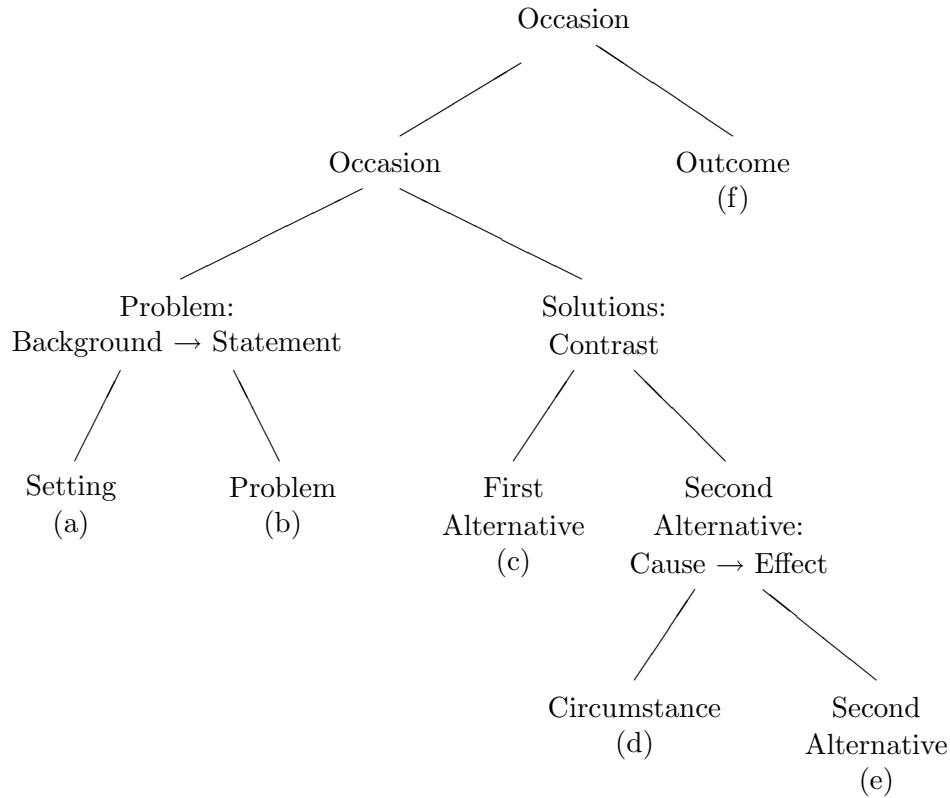 Occasion
Occasion
Outcome
(f)
Problem:
Background → Statement
Solutions:
Contrast
Setting
(a)
Problem
(b)
First
Alternative
(c)
Second
Alternative:
Cause → Effect
Circumstance
(d)
Second
Alternative
(e)